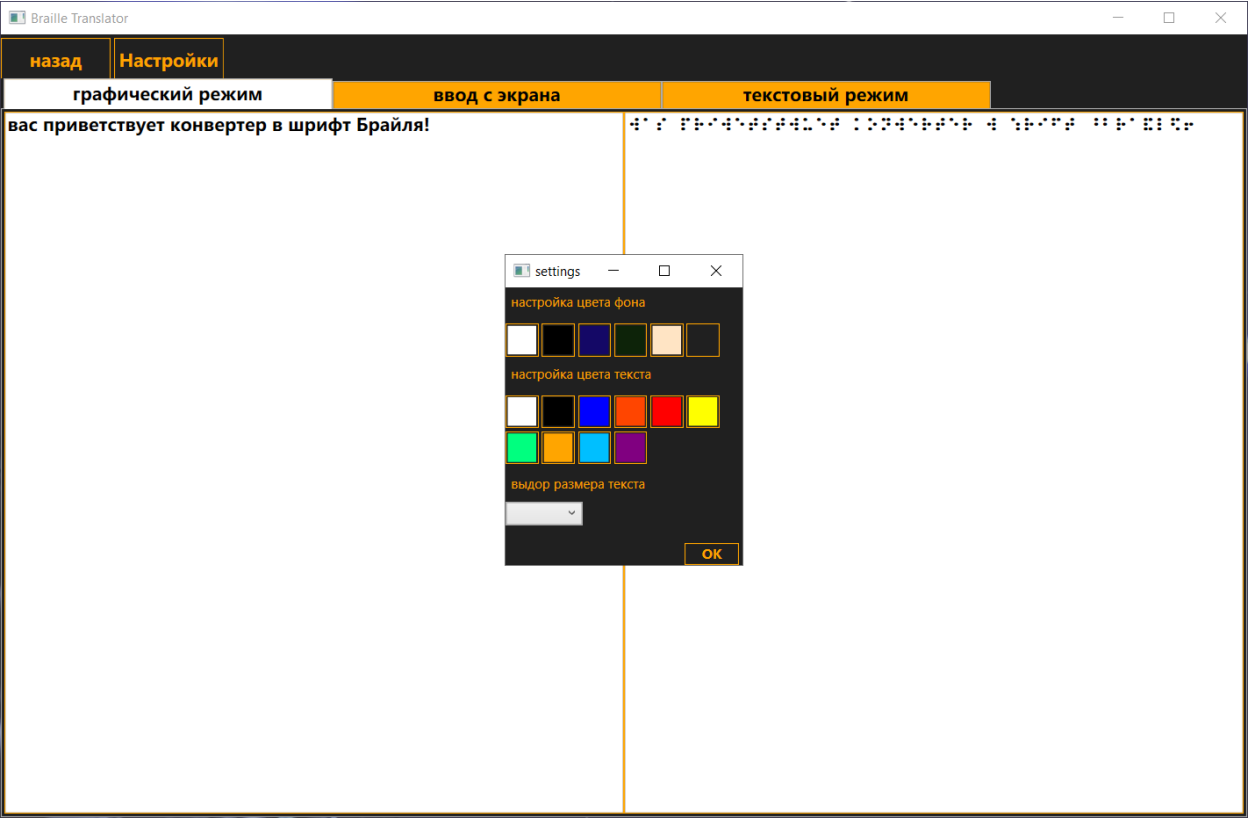 Braille Translator
назад
Настройки
графический режим
ввод с экрана
текстовый режим
вас приветствует конвертер в шрифт Брайля!
settings
настройка цвета фона
настройка цвета текста
выдор размера текста
OK